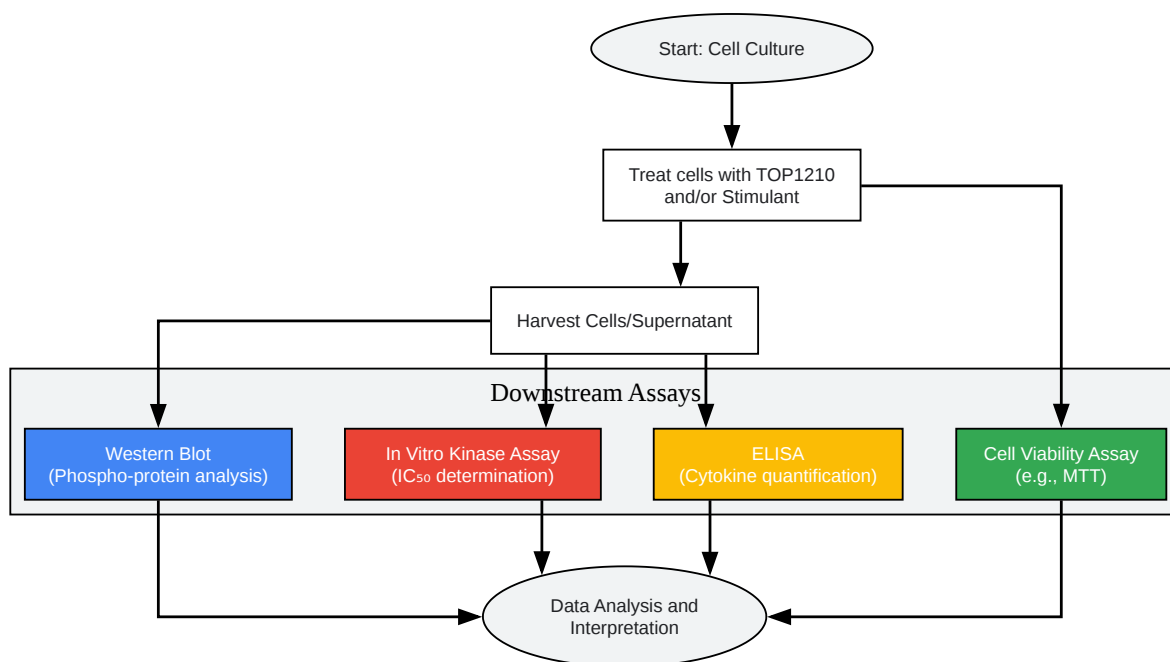 Start: Cell Culture
Treat cells with TOP1210
and/or Stimulant
Harvest Cells/Supernatant
Downstream Assays
Western Blot
(Phospho-protein analysis)
In Vitro Kinase Assay
(IC₅₀ determination)
ELISA
(Cytokine quantification)
Cell Viability Assay
(e.g., MTT)
Data Analysis and
Interpretation